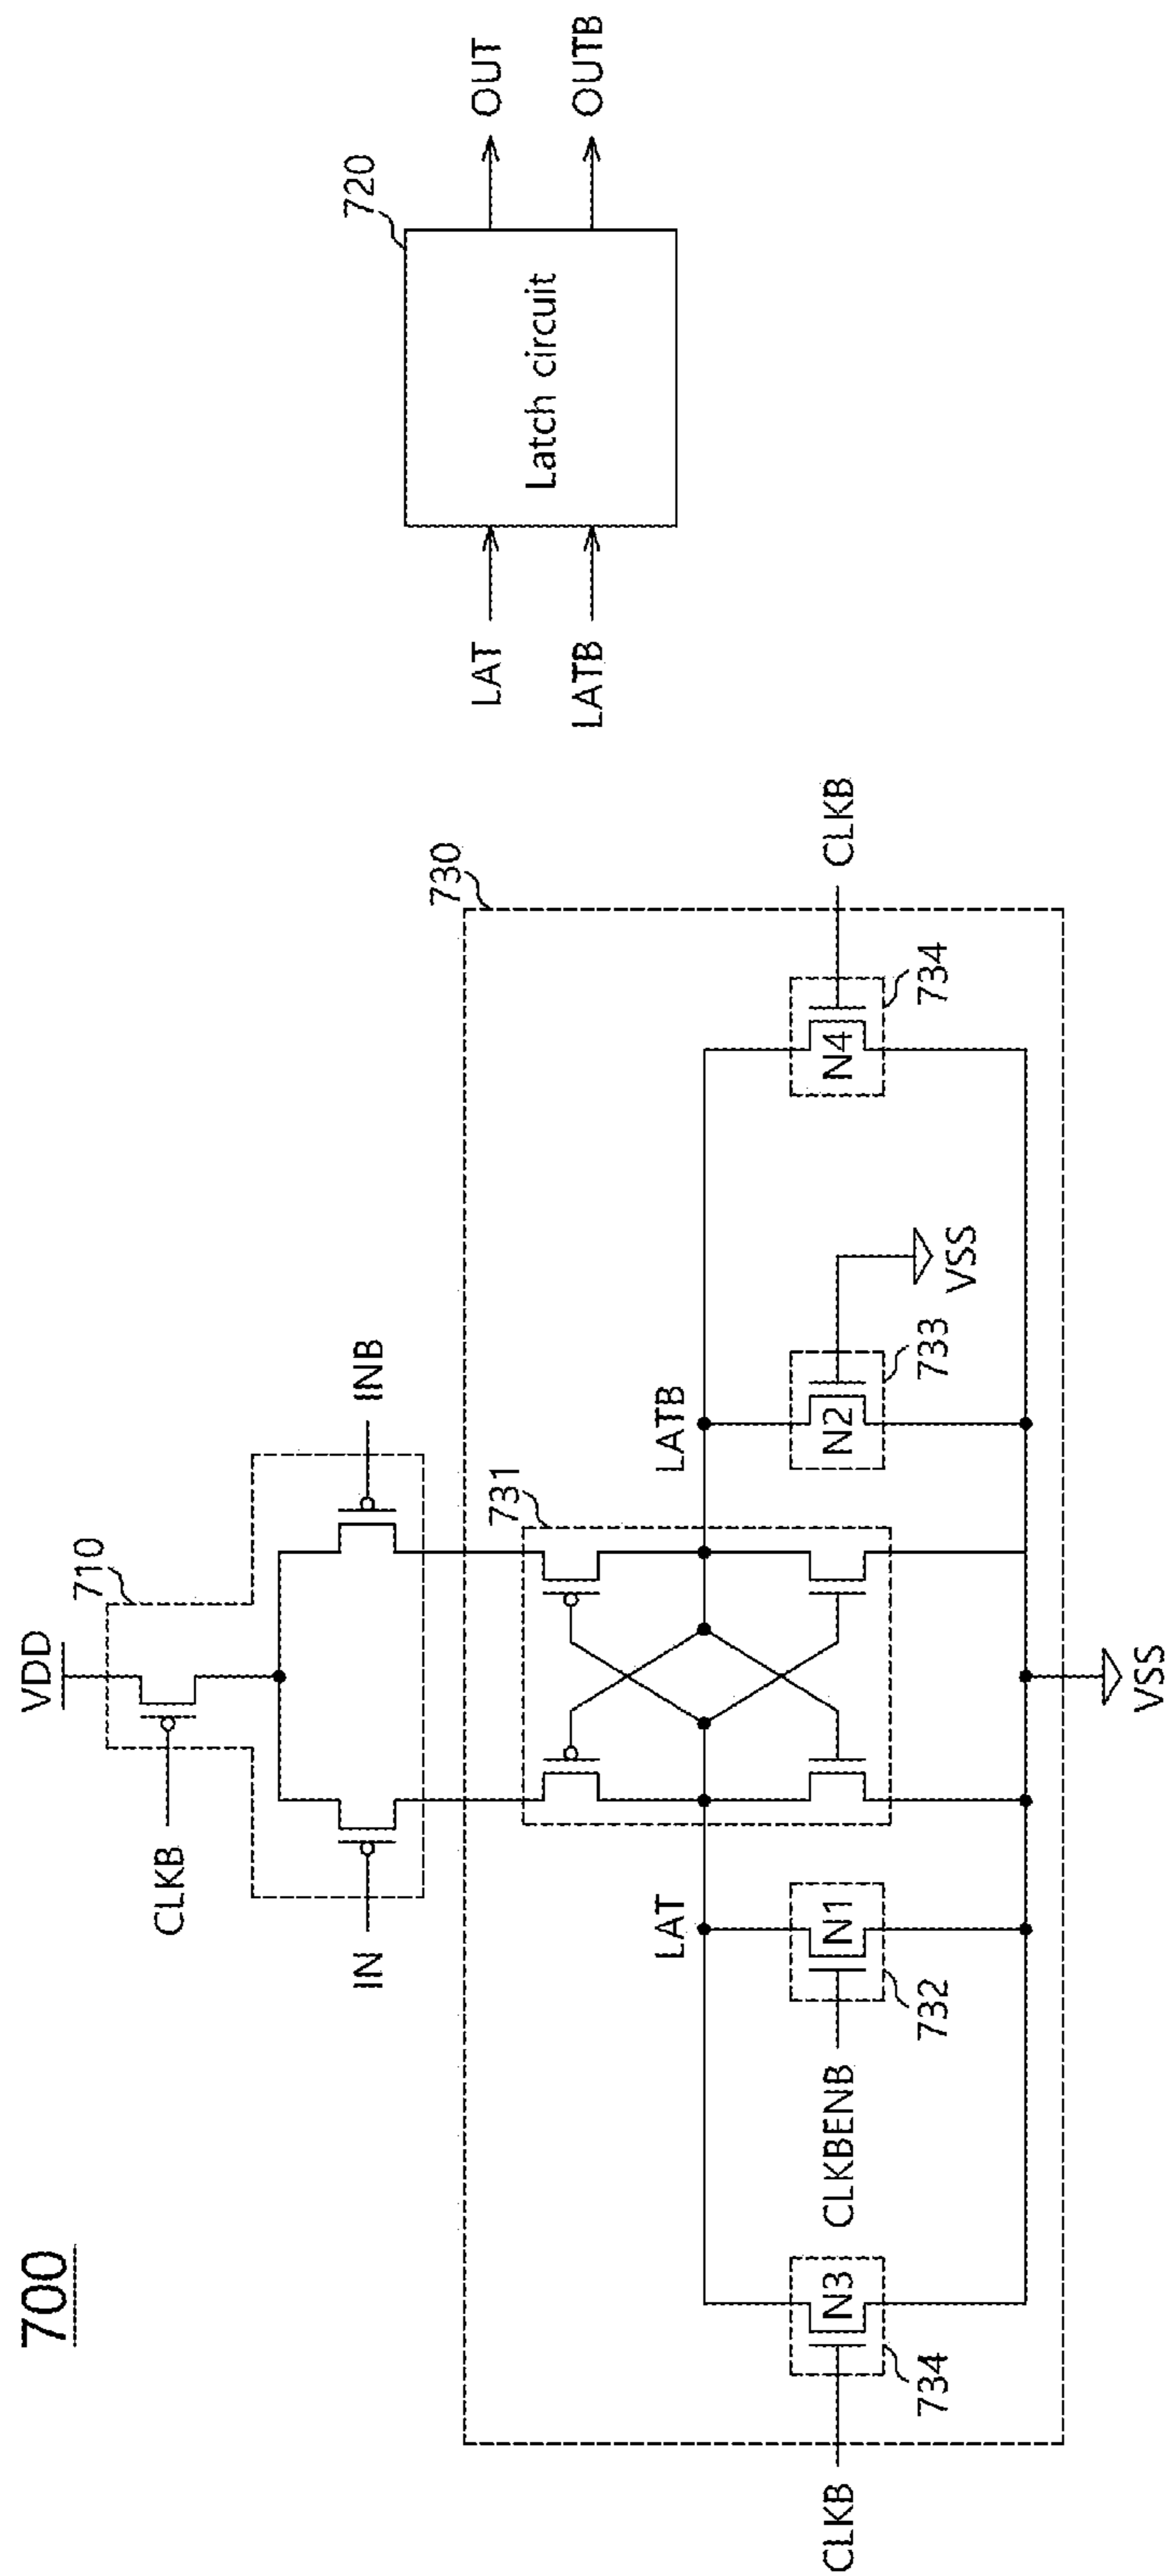 700
VDD
710
CLKB
IN
INB
730
731
LAT
LATB
CLKB
N3
734
CLKBENB
N1
732
N2
733
VSS
N4
734
CLKB
VSS
720
LAT
LATB
Latch circuit
OUT
OUTB